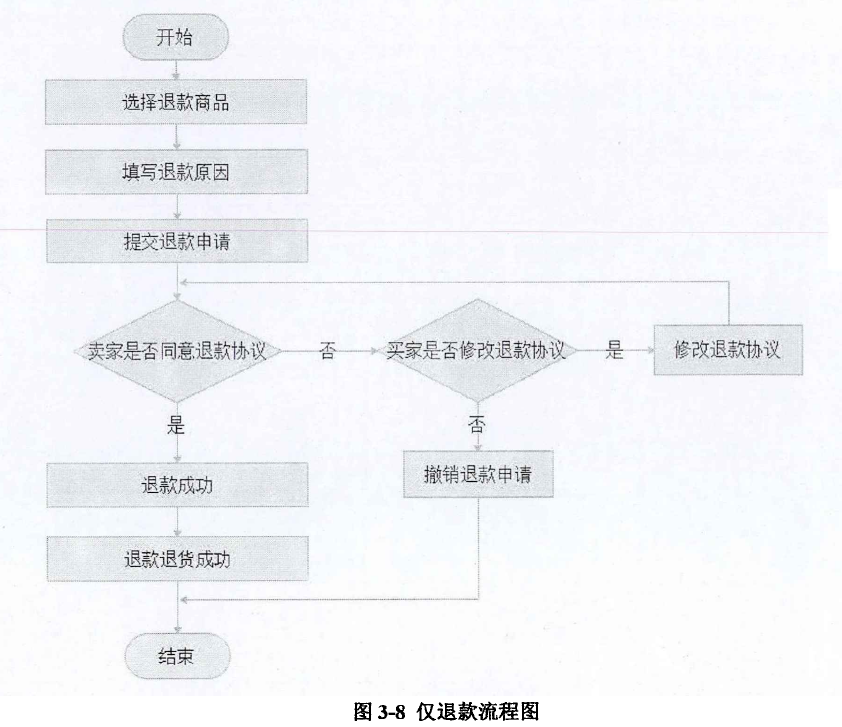 开始
选择退款商品
填写退款原因
提交退款申请
卖家是否同意退款协议
否
买家是否修改退款协议
是
修改退款协议
是
否
退款成功
撤销退款申请
退款退货成功
结束
图 3-8 仅退款流程图